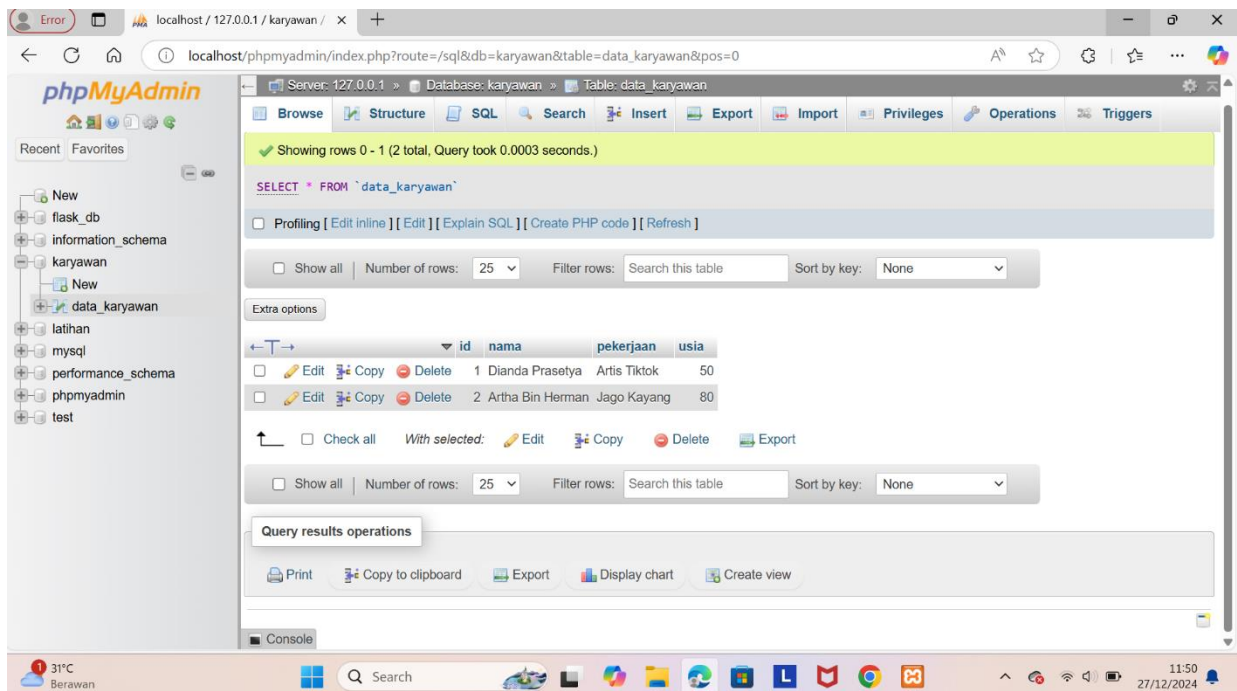 Error
localhost / 127.0.0.1 / karyawan /
localhost/phpmyadmin/index.php?route=/sql&db=karyawan&table=data_karyawan&pos=0
phpMyAdmin
Recent Favorites
New
flask_db
information_schema
karyawan
New
data_karyawan
latihan
mysql
performance_schema
phpmyadmin
test
Server: 127.0.0.1 » Database: karyawan » Table: data_karyawan
Browse Structure SQL Search Insert Export Import Privileges Operations Triggers
Showing rows 0 - 1 (2 total, Query took 0.0003 seconds.)
SELECT * FROM `data_karyawan`
Profiling [ Edit inline ] [ Edit ] [ Explain SQL ] [ Create PHP code ] [ Refresh ]
Show all | Number of rows: 25 Filter rows: Search this table Sort by key: None
Extra options
←T→ id nama pekerjaan usia
Edit Copy Delete 1 Dianda Prasetya Artis Tiktok 50
Edit Copy Delete 2 Artha Bin Herman Jago Kayang 80
Check all With selected: Edit Copy Delete Export
Show all | Number of rows: 25 Filter rows: Search this table Sort by key: None
Query results operations
Print Copy to clipboard Export Display chart Create view
Console
1 31°C
Berawan
Search
L
11:50
27/12/2024